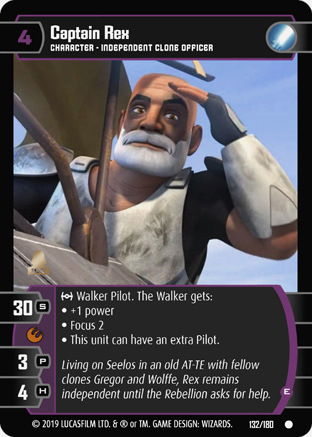 4 Captain Rex
CHARACTER - INDEPENDENT CLONE OFFICER
30 S
3 P
4 H
Walker Pilot. The Walker gets:
• +1 power
• Focus 2
• This unit can have an extra Pilot.
Living on Seelos in an old AT-TE with fellow
clones Gregor and Wolffe, Rex remains
independent until the Rebellion asks for help.
E
© 2019 LUCASFILM LTD. & ® or TM. GAME DESIGN: WIZARDS. 132/180